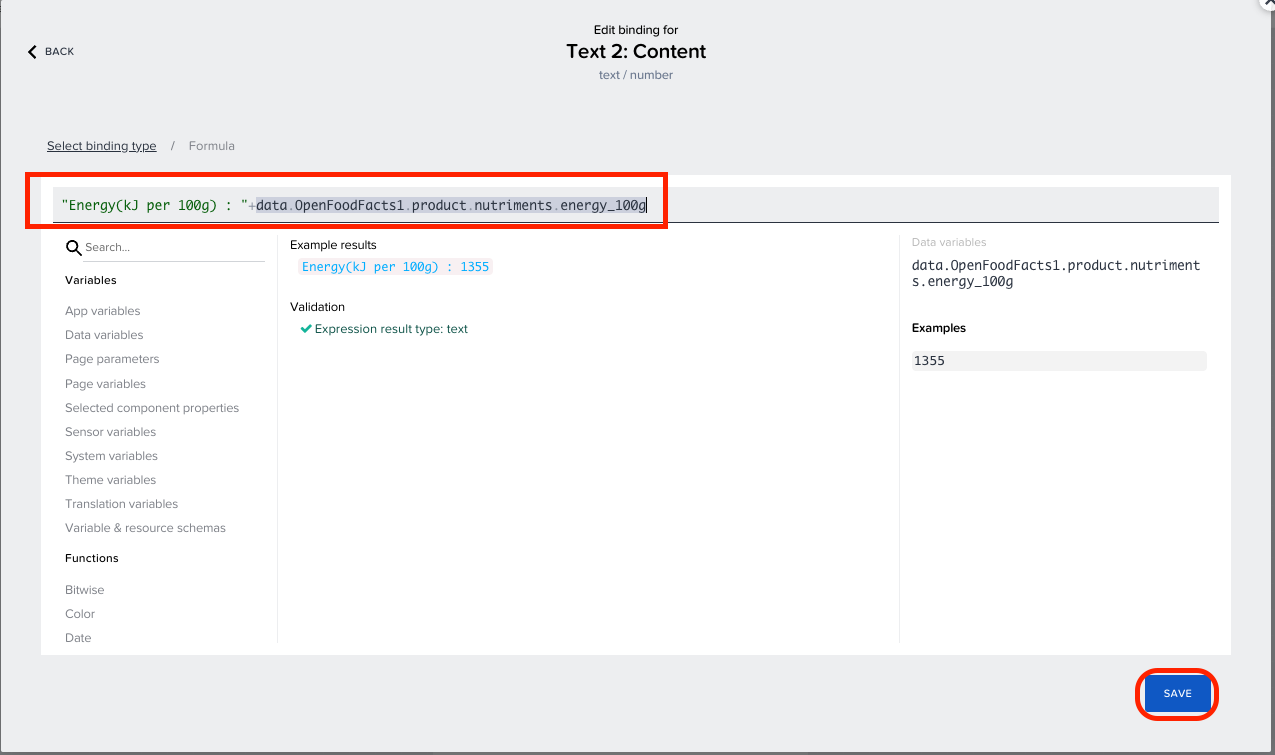 Edit binding for
BACK
Text 2: Content
text / number
Select binding type / Formula
"Energy(kJ per 100g) : "+data.OpenFoodFacts1.product.nutriments.energy_100g
Search...
Variables
App variables
Data variables
Page parameters
Page variables
Selected component properties
Sensor variables
System variables
Theme variables
Translation variables
Variable & resource schemas
Functions
Bitwise
Color
Date
Example results
Energy(kJ per 100g) : 1355
Validation
Expression result type: text
Data variables
data.OpenFoodFacts1.product.nutriment
s.energy_100g
Examples
1355
SAVE